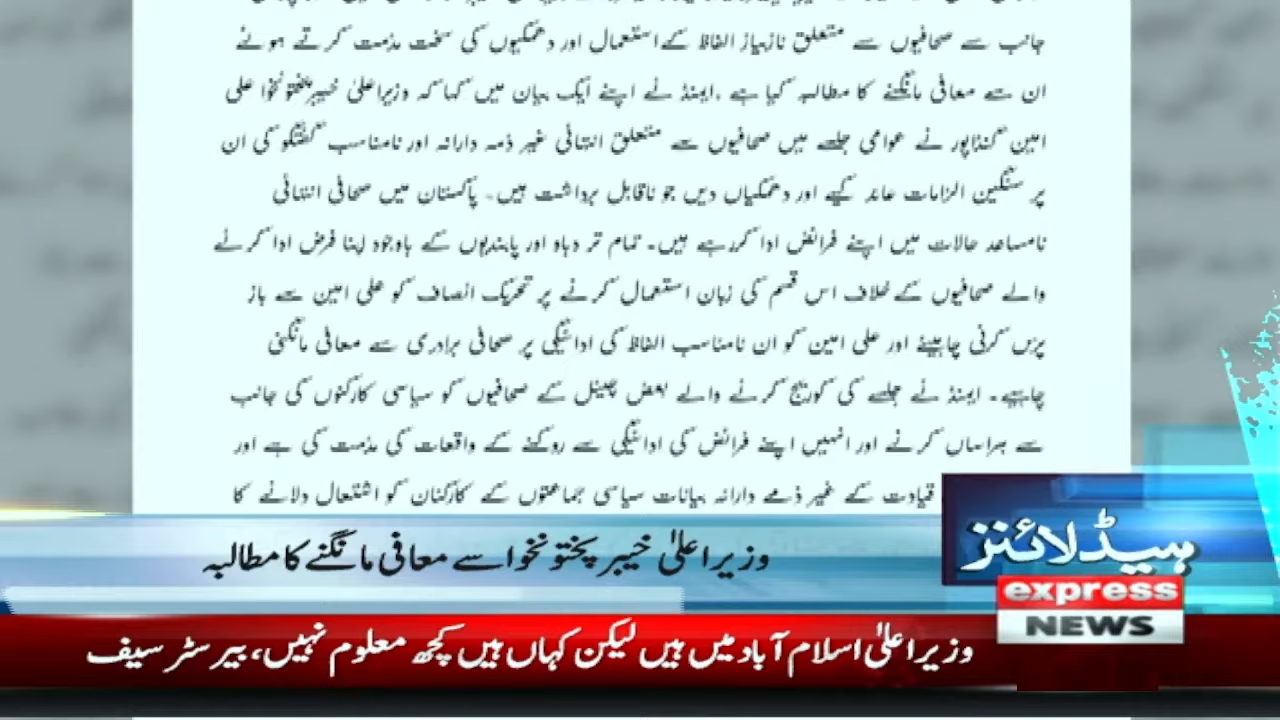 جانب سے صحافیوں سے متعلق نازیبا الفاظ کے استعمال اور دھمکیوں کی سخت مذمت کرتے ہوئے
ان سے معافی مانگنے کا مطالبہ کیا ہے۔ ایمنڈ نے اپنے ایک بیان میں کہا کہ وزیراعلیٰ خیبرپختونخوا علی
امین گنڈاپور نے عوامی جلسے میں صحافیوں سے متعلق انتہائی غیر ذمہ دارانہ اور نامناسب گفتگو کی ان
پر سنگین الزامات عائد کیے اور دھمکیاں دیں جو ناقابل برداشت ہیں۔ پاکستان میں صحافی انتہائی
نامساعد حالات میں اپنے فرائض ادا کررہے ہیں۔ تمام تر دباؤ اور پابندیوں کے باوجود اپنا فرض ادا کرنے
والے صحافیوں کے خلاف اس قسم کی زبان استعمال کرنے پر تحریک انصاف کو علی امین سے باز
پرس کرنی چاہیئے اور علی امین کو ان نامناسب الفاظ کی ادائیگی پر صحافی برادری سے معافی مانگنی
چاہیے۔ ایمنڈ نے جلسے کی کوریج کرنے والے بعض چینل کے صحافیوں کو سیاسی کارکنوں کی جانب
سے ہراساں کرنے اور انہیں اپنے فرائض کی ادائیگی سے روکنے کے واقعات کی مذمت کی ہے اور
قیادت کے غیر ذمے دارانہ بیانات سیاسی جماعتوں کے کارکنان کو اشتعال دلانے کا
ہیڈلائنز
وزیراعلیٰ خیبر پختونخوا سے معافی مانگنے کا مطالبہ
express
NEWS
وزیراعلیٰ اسلام آباد میں ہیں لیکن کہاں ہیں کچھ معلوم نہیں، بیرسٹر سیف